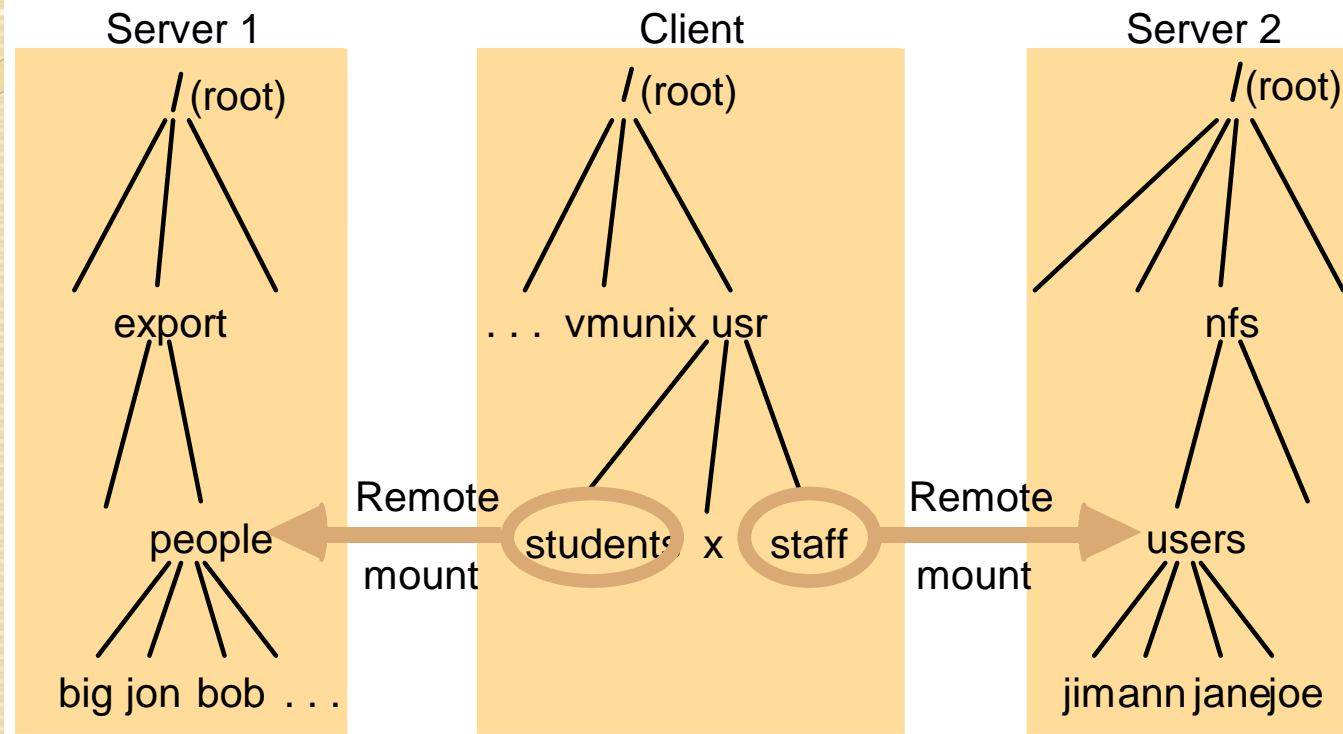 Server 1 Client Server 2
/ (root) / (root) / (root)
export . . . vmunix usr nfs
Remote Remote
people students x staff users
mount mount
big jon bob . . . jim ann jane joe